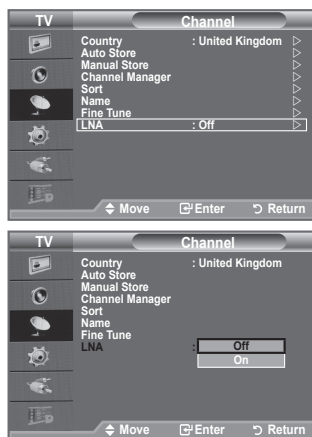 TV Channel
Country : United Kingdom
Auto Store
Manual Store
Channel Manager
Sort
Name
Fine Tune
LNA : Off
Move Enter Return
TV Channel
Country : United Kingdom
Auto Store
Manual Store
Channel Manager
Sort
Name
Fine Tune
LNA : Off
On
Move Enter Return